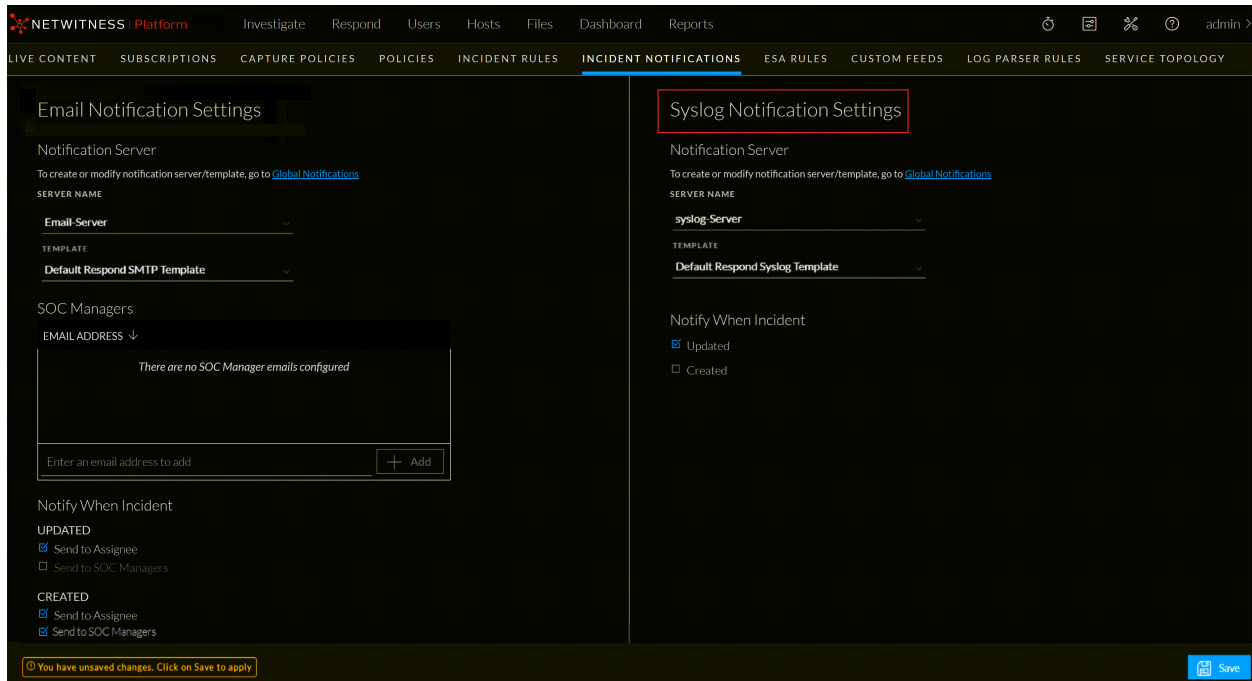 NETWITNESS Platform Investigate Respond Users Hosts Files Dashboard Reports admin
LIVE CONTENT SUBSCRIPTIONS CAPTURE POLICIES POLICIES INCIDENT RULES INCIDENT NOTIFICATIONS ESA RULES CUSTOM FEEDS LOG PARSER RULES SERVICE TOPOLOGY
Email Notification Settings
Notification Server
To create or modify notification server/template, go to Global Notifications
SERVER NAME
Email-Server
TEMPLATE
Default Respond SMTP Template
SOC Managers
EMAIL ADDRESS
There are no SOC Manager emails configured
Enter an email address to add
Add
Notify When Incident
UPDATED
Send to Assignee
Send to SOC Managers
CREATED
Send to Assignee
Send to SOC Managers
Syslog Notification Settings
Notification Server
To create or modify notification server/template, go to Global Notifications
SERVER NAME
syslog-Server
TEMPLATE
Default Respond Syslog Template
Notify When Incident
Updated
Created
You have unsaved changes. Click on Save to apply
Save